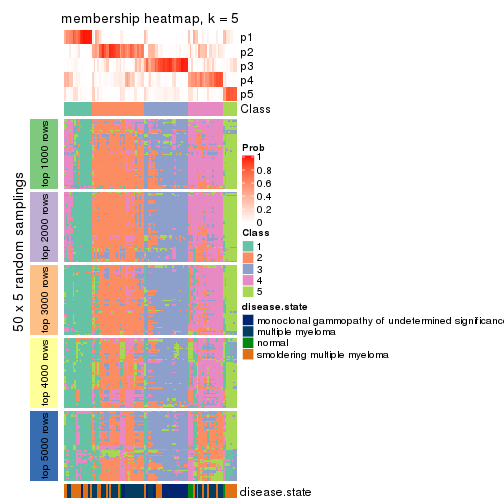 membership heatmap, k = 5
p1
p2
p3
p4
p5
Class
50 x 5 random samplings
top 1000 rows
top 2000 rows
top 3000 rows
top 4000 rows
top 5000 rows
disease.state
Prob
1
0.8
0.6
0.4
0.2
0
Class
1
2
3
4
5
disease.state
monoclonal gammopathy of undetermined significance
multiple myeloma
normal
smoldering multiple myeloma